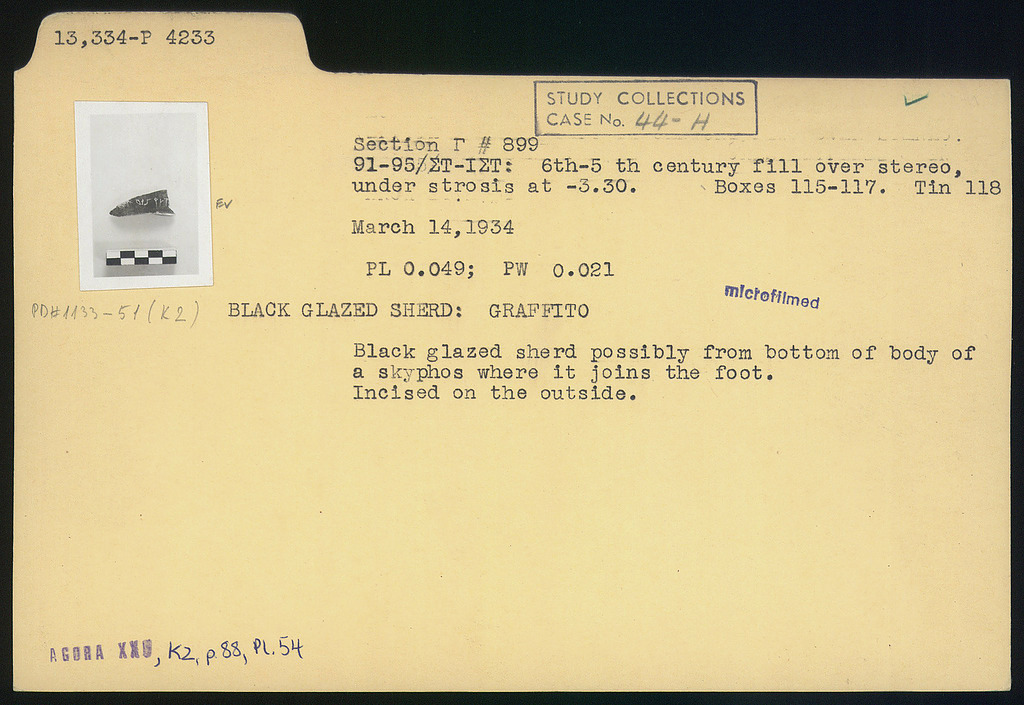 13,334-P 4233
STUDY COLLECTIONS
CASE No. 44-H
Section Γ # 899
91-95/ΣΤ-ΙΣΤ: 6th-5 th century fill over stereo,
under strosis at -3.30. Boxes 115-117. Tin 118
EV
March 14,1934
PL 0.049; PW 0.021
microfilmed
PD#1133-51 (K2)
BLACK GLAZED SHERD: GRAFFITO
Black glazed sherd possibly from bottom of body of
a skyphos where it joins the foot.
Incised on the outside.
AGORA , K2, p.88, Pl.54